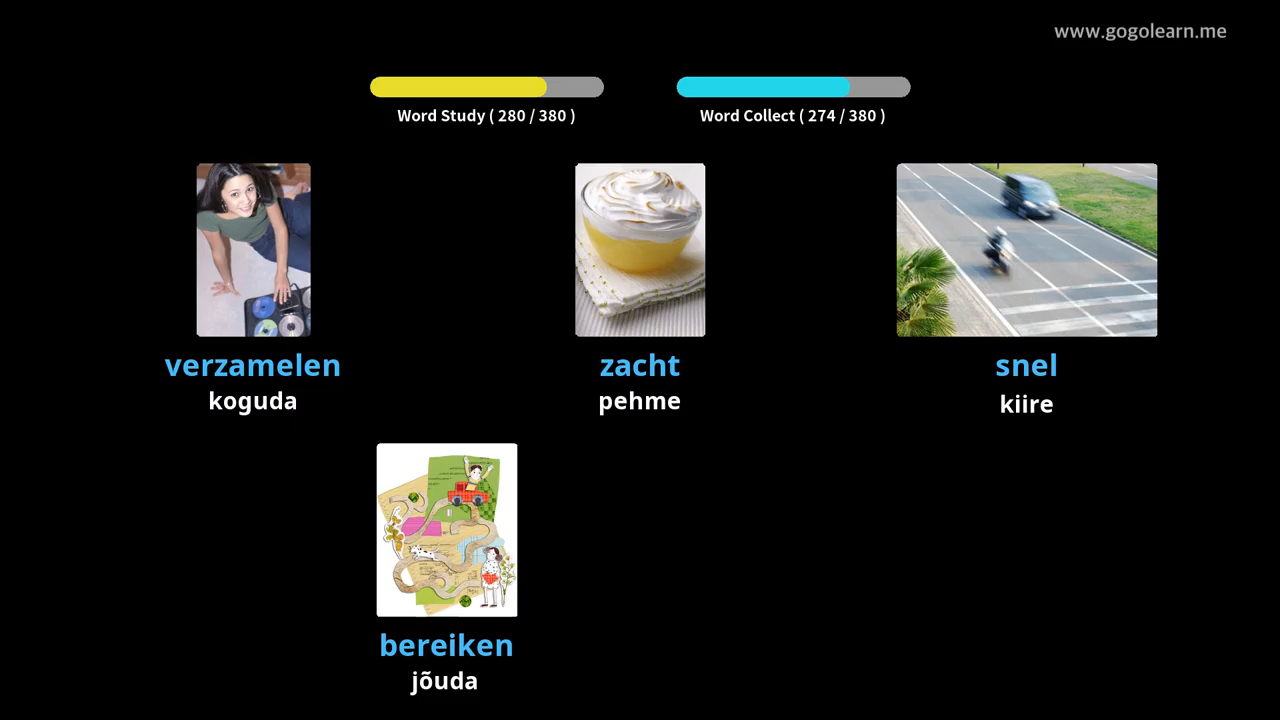 www.gogolearn.me
Word Study ( 280 / 380 )
Word Collect ( 274 / 380 )
verzamelen
koguda
zacht
pehme
snel
kiire
bereiken
jõuda